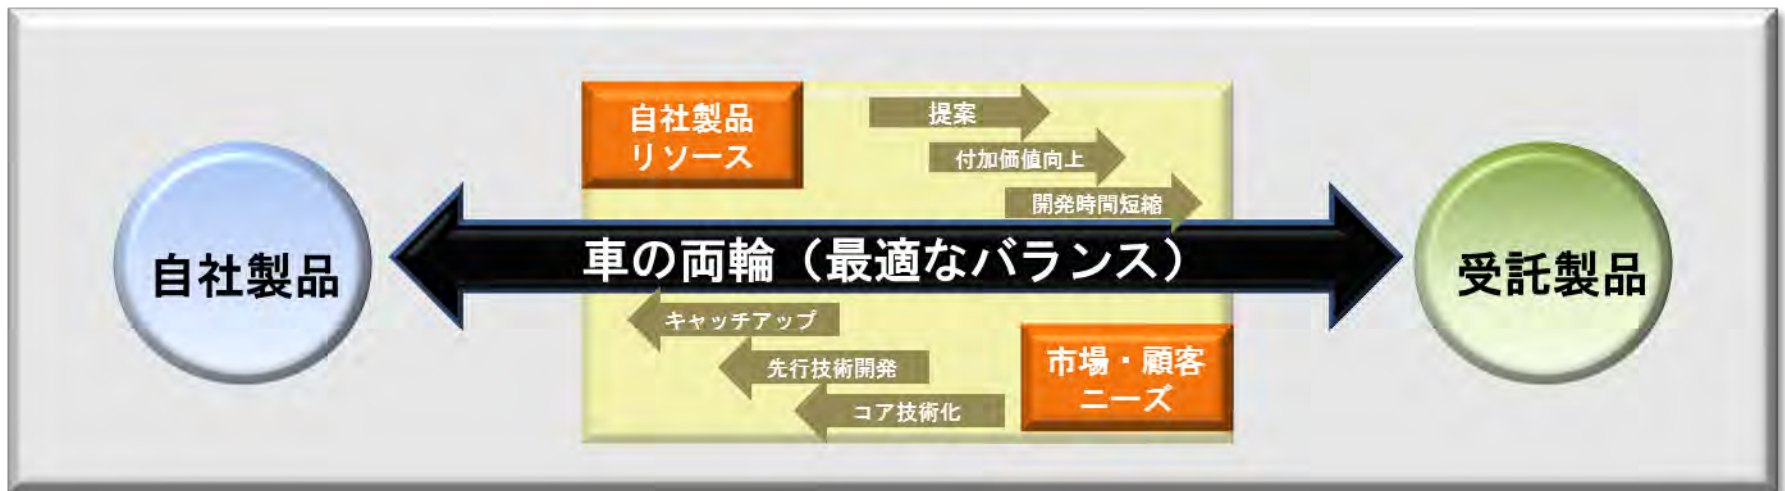 自社製品
リソース
提案
付加価値向上
開発時間短縮
自社製品
車の両輪（最適なバランス）
受託製品
キャッチアップ
先行技術開発
コア技術化
市場・顧客
ニーズ